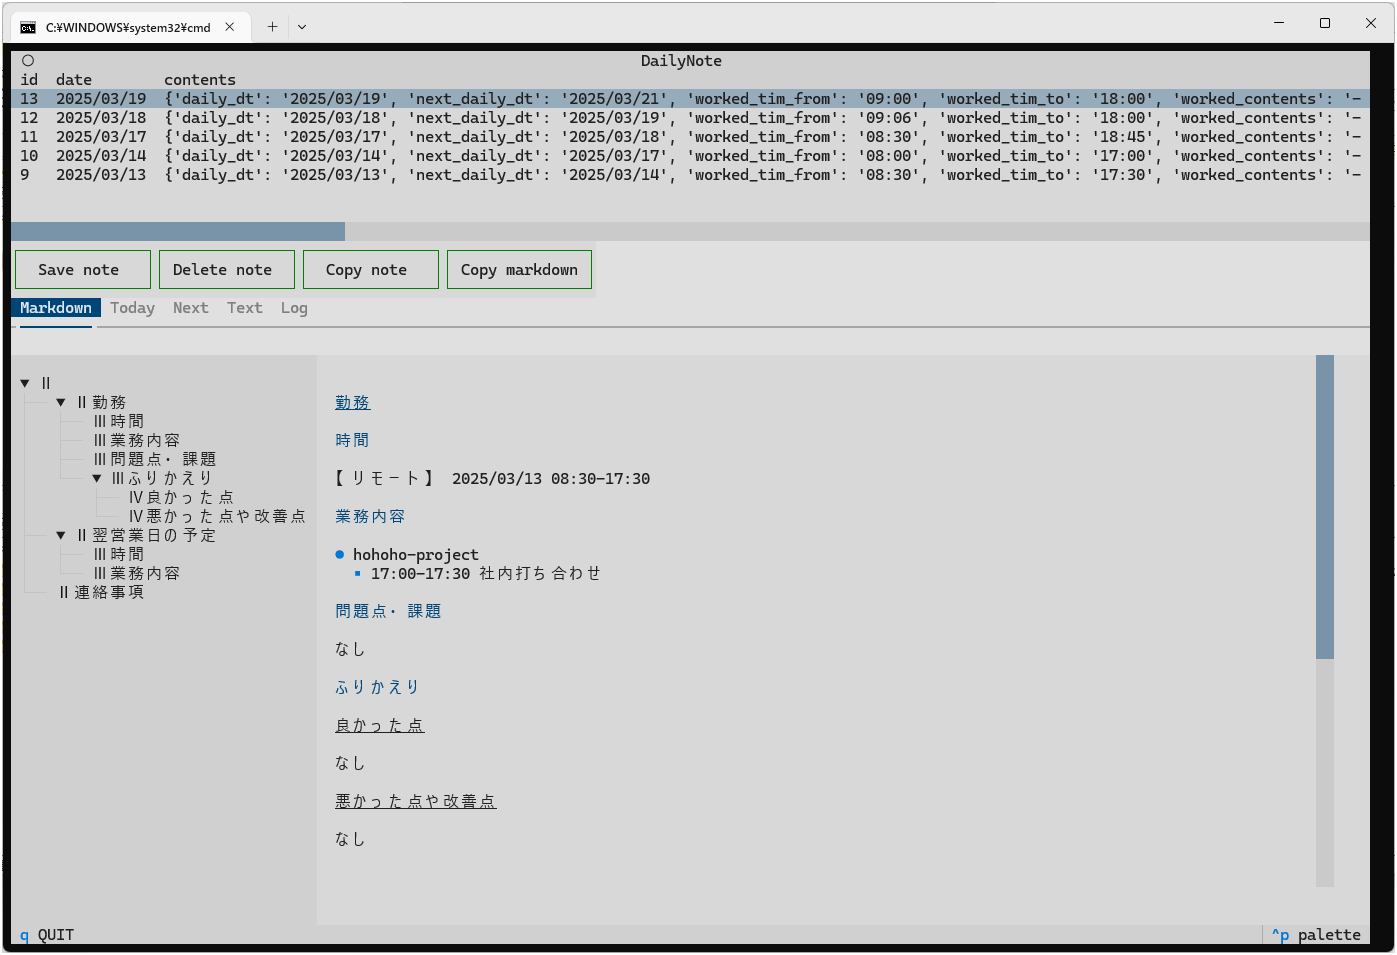 C:¥WINDOWS¥system32¥cmd
DailyNote
id date contents
13 2025/03/19 {'daily_dt': '2025/03/19', 'next_daily_dt': '2025/03/21', 'worked_tim_from': '09:00', 'worked_tim_to': '18:00', 'worked_contents': '-
12 2025/03/18 {'daily_dt': '2025/03/18', 'next_daily_dt': '2025/03/19', 'worked_tim_from': '09:06', 'worked_tim_to': '18:00', 'worked_contents': '-
11 2025/03/17 {'daily_dt': '2025/03/17', 'next_daily_dt': '2025/03/18', 'worked_tim_from': '08:30', 'worked_tim_to': '18:45', 'worked_contents': '-
10 2025/03/14 {'daily_dt': '2025/03/14', 'next_daily_dt': '2025/03/17', 'worked_tim_from': '08:00', 'worked_tim_to': '17:00', 'worked_contents': '-
9 2025/03/13 {'daily_dt': '2025/03/13', 'next_daily_dt': '2025/03/14', 'worked_tim_from': '08:30', 'worked_tim_to': '17:30', 'worked_contents': '-
Save note Delete note Copy note Copy markdown
Markdown Today Next Text Log
▼ Ⅱ
▼ Ⅱ 勤務
Ⅲ 時間
Ⅲ 業務内容
Ⅲ 問題点・課題
▼ Ⅲ ふりかえり
Ⅳ 良かった点
Ⅳ 悪かった点や改善点
▼ Ⅱ 翌営業日の予定
Ⅲ 時間
Ⅲ 業務内容
Ⅱ 連絡事項
勤務
時間
【リモート】 2025/03/13 08:30-17:30
業務内容
● hohoho-project
▪ 17:00-17:30 社内打ち合わせ
問題点・課題
なし
ふりかえり
良かった点
なし
悪かった点や改善点
なし
q QUIT
^p palette